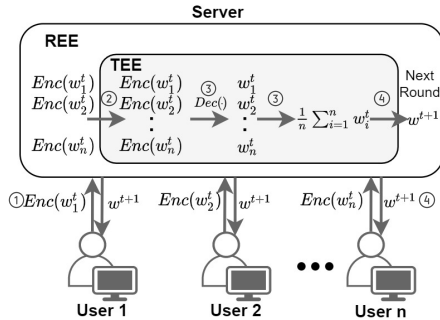 Server
REE
TEE
Enc(w_1^t) Enc(w_1^t) w_1^t
Enc(w_2^t) ② Enc(w_2^t) ③ Dec(·) w_2^t ③ 1/n ∑_{i=1}^{n} w_i^t ④ Next Round w^{t+1}
⋮
Enc(w_n^t) Enc(w_n^t) w_n^t
①Enc(w_1^t) w^{t+1} Enc(w_2^t) w^{t+1} Enc(w_n^t) w^{t+1} ④
•••
User 1 User 2 User n